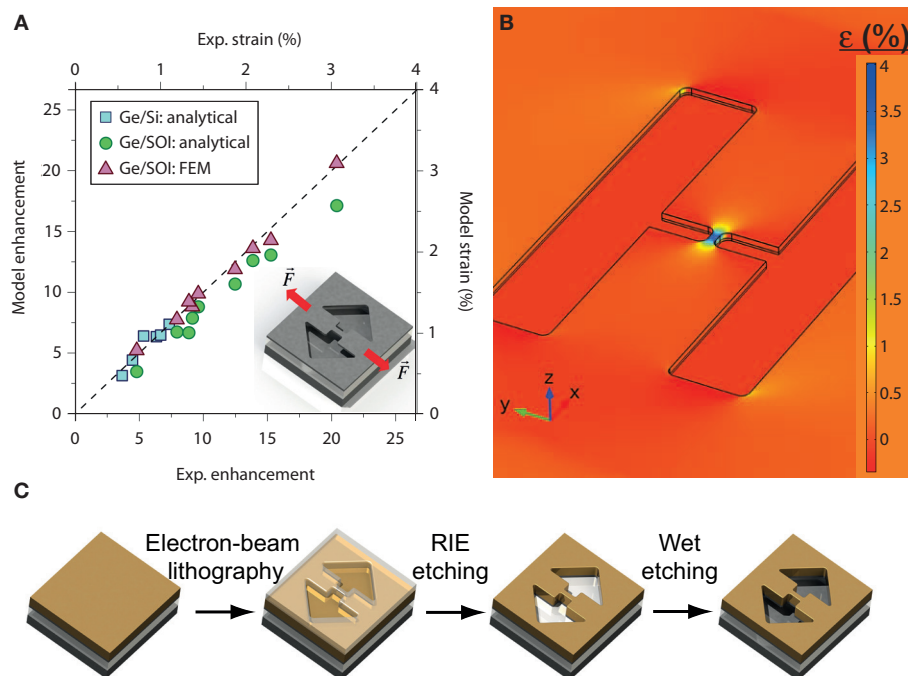 A
Exp. strain (%)
0 1 2 3 4
25
20
15
10
5
0
Model enhancement
Ge/Si: analytical
Ge/SOI: analytical
Ge/SOI: FEM
F
F
4
3
2
1
0
Model strain (%)
0 5 10 15 20 25
Exp. enhancement
B
ε (%)
4
3.5
3
2.5
2
1.5
1
0.5
0
z
x
y
C
Electron-beam
lithography
RIE
etching
Wet
etching